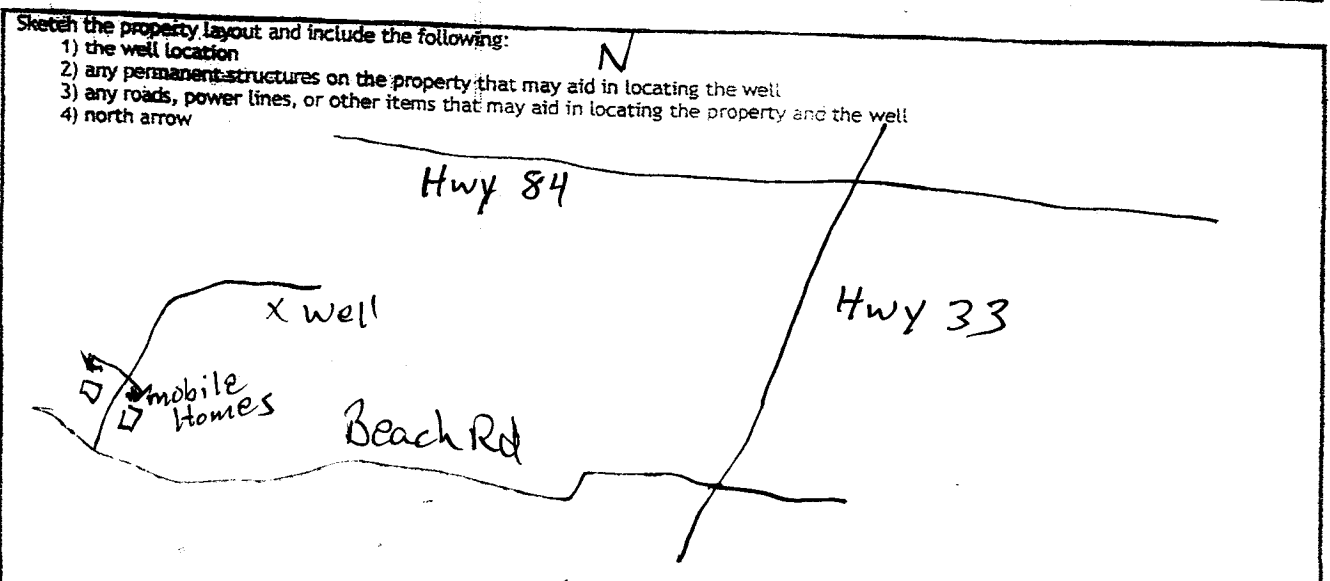 Sketch the property layout and include the following:
1) the well location
N
2) any permanent structures on the property that may aid in locating the well
3) any roads, power lines, or other items that may aid in locating the property and the well
4) north arrow
Hwy 84
X well
Hwy 33
mobile
Homes
Beach Rd